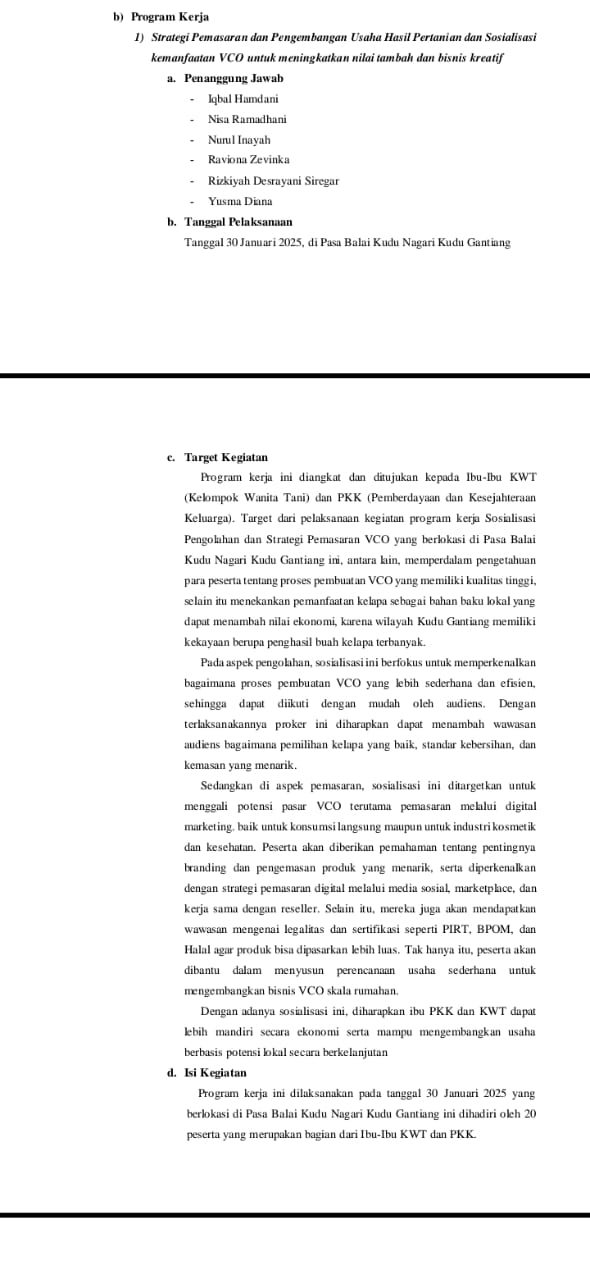 b) Program Kerja
1) Strategi Pemasaran dan Pengembangan Usaha Hasil Pertanian dan Sosialisasi
kemanfaatan VCO untuk meningkatkan nilai tambah dan bisnis kreatif
a. Penanggung Jawab
- Iqbal Hamdani
- Nisa Ramadhani
- Nurul Inayah
- Raviona Zevinka
- Rizkiyah Desrayani Siregar
- Yusma Diana
b. Tanggal Pelaksanaan
Tanggal 30 Januari 2025, di Pasa Balai Kudu Nagari Kudu Gantiang
c. Target Kegiatan
Program kerja ini diangkat dan ditujukan kepada Ibu-Ibu KWT
(Kelompok Wanita Tani) dan PKK (Pemberdayaan dan Kesejahteraan
Keluarga). Target dari pelaksanaan kegiatan program kerja Sosialisasi
Pengolahan dan Strategi Pemasaran VCO yang berlokasi di Pasa Balai
Kudu Nagari Kudu Gantiang ini, antara lain, memperdalam pengetahuan
para peserta tentang proses pembuatan VCO yang memiliki kualitas tinggi,
selain itu menekankan pemanfaatan kelapa sebagai bahan baku lokal yang
dapat menambah nilai ekonomi, karena wilayah Kudu Gantiang memiliki
kekayaan berupa penghasil buah kelapa terbanyak.
Pada aspek pengolahan, sosialisasi ini berfokus untuk memperkenalkan
bagaimana proses pembuatan VCO yang lebih sederhana dan efisien,
sehingga dapat diikuti dengan mudah oleh audiens. Dengan
terlaksanakannya proker ini diharapkan dapat menambah wawasan
audiens bagaimana pemilihan kelapa yang baik, standar kebersihan, dan
kemasan yang menarik.
Sedangkan di aspek pemasaran, sosialisasi ini ditargetkan untuk
menggali potensi pasar VCO terutama pemasaran melalui digital
marketing. baik untuk konsumsi langsung maupun untuk industri kosmetik
dan kesehatan. Peserta akan diberikan pemahaman tentang pentingnya
branding dan pengemasan produk yang menarik, serta diperkenalkan
dengan strategi pemasaran digital melalui media sosial, marketplace, dan
kerja sama dengan reseller. Selain itu, mereka juga akan mendapatkan
wawasan mengenai legalitas dan sertifikasi seperti PIRT, BPOM, dan
Halal agar produk bisa dipasarkan lebih luas. Tak hanya itu, peserta akan
dibantu dalam menyusun perencanaan usaha sederhana untuk
mengembangkan bisnis VCO skala rumahan.
Dengan adanya sosialisasi ini, diharapkan ibu PKK dan KWT dapat
lebih mandiri secara ekonomi serta mampu mengembangkan usaha
berbasis potensi lokal secara berkelanjutan
d. Isi Kegiatan
Program kerja ini dilaksanakan pada tanggal 30 Januari 2025 yang
berlokasi di Pasa Balai Kudu Nagari Kudu Gantiang ini dihadiri oleh 20
peserta yang merupakan bagian dari Ibu-Ibu KWT dan PKK.